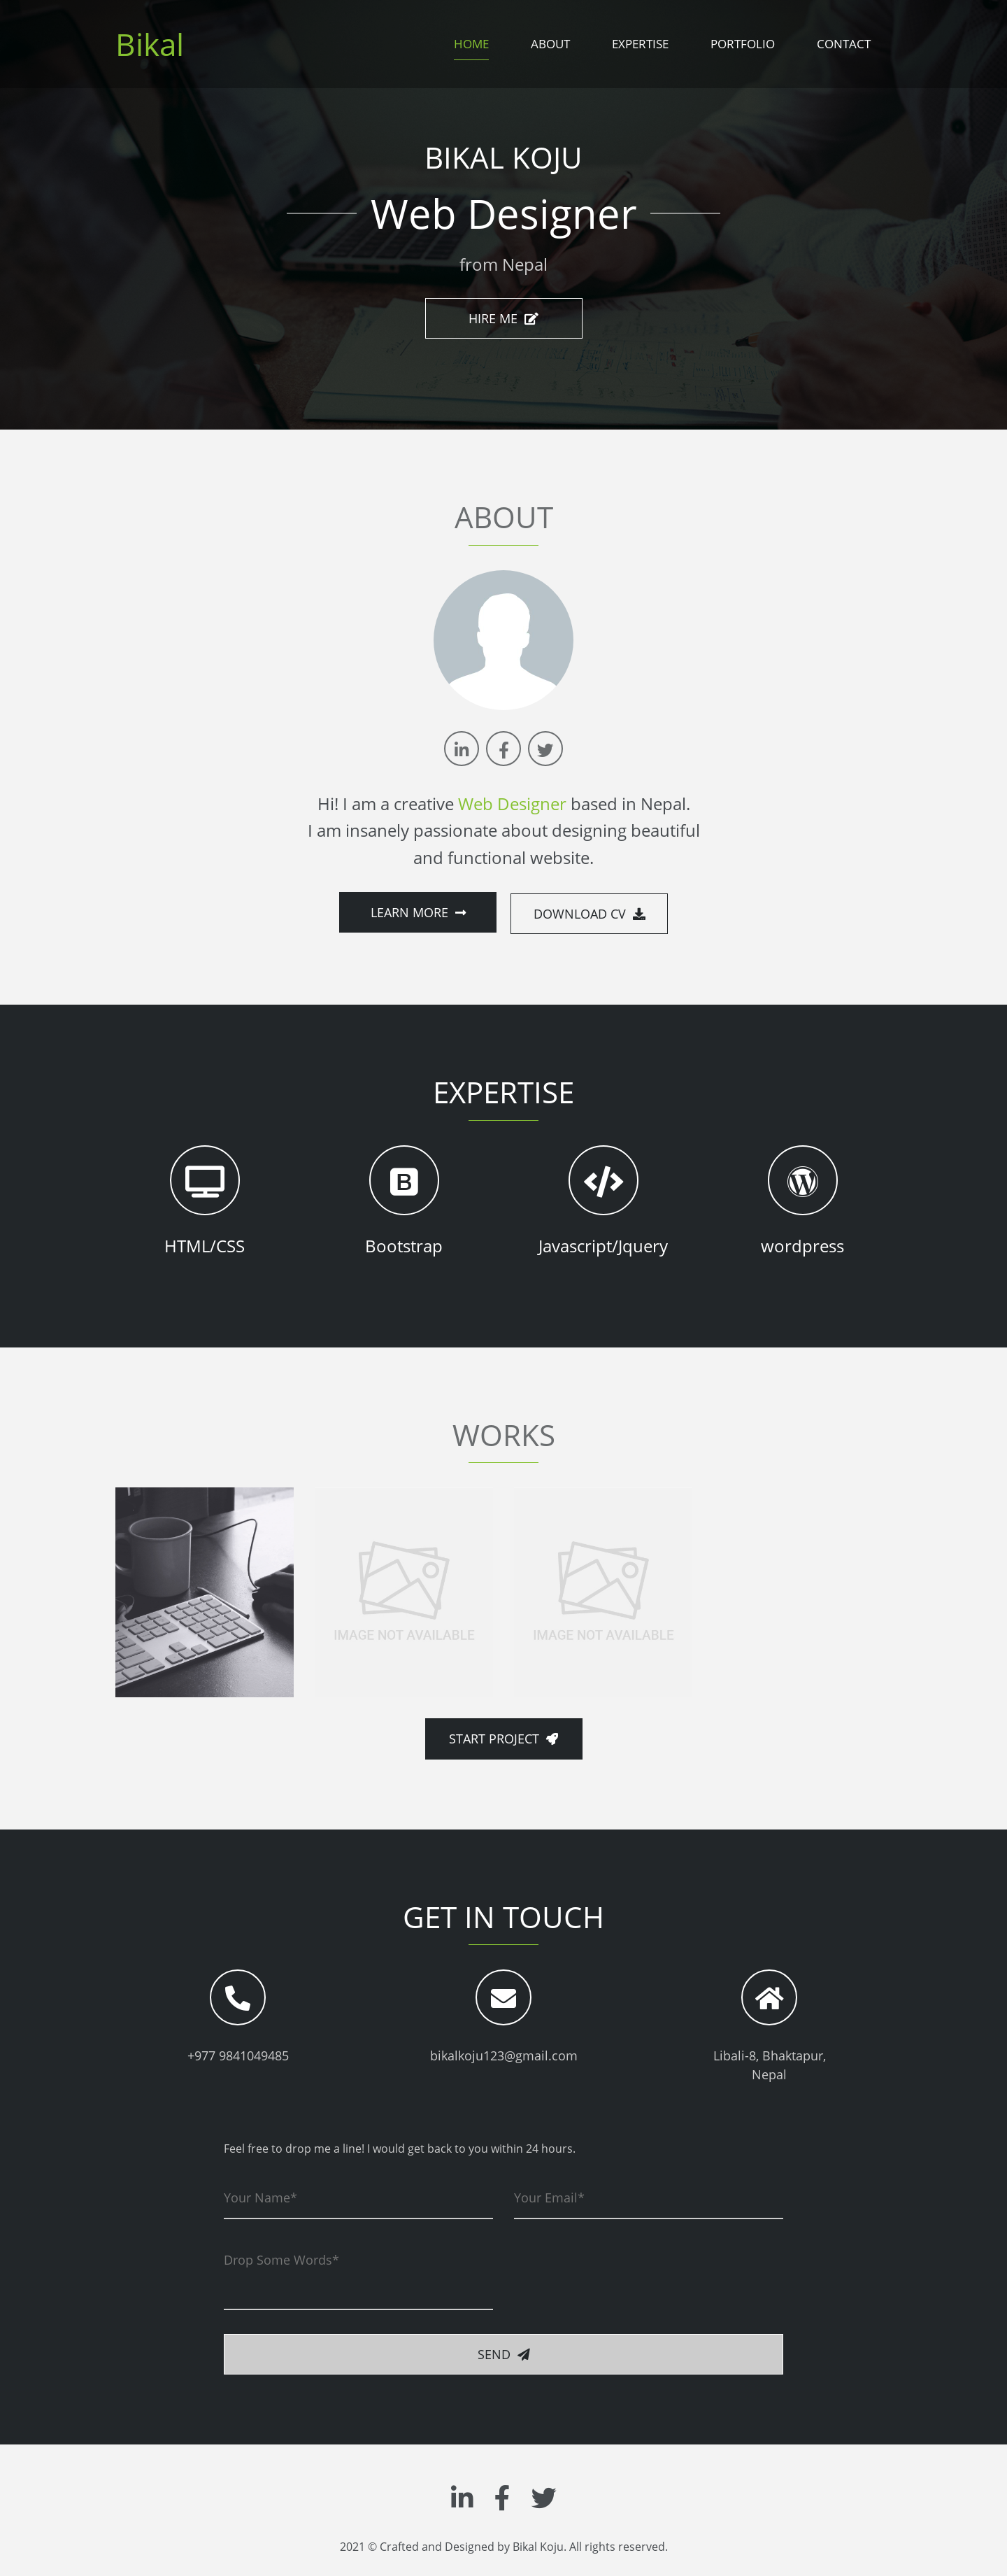 Bikal
HOME ABOUT EXPERTISE PORTFOLIO CONTACT
BIKAL KOJU
Web Designer
from Nepal
HIRE ME
ABOUT
Hi! I am a creative Web Designer based in Nepal.
I am insanely passionate about designing beautiful
and functional website.
LEARN MORE
DOWNLOAD CV
EXPERTISE
B
HTML/CSS
Bootstrap
Javascript/Jquery
wordpress
WORKS
IMAGE NOT AVAILABLE
IMAGE NOT AVAILABLE
START PROJECT
GET IN TOUCH
+977 9841049485
bikalkoju123@gmail.com
Libali-8, Bhaktapur,
Nepal
Feel free to drop me a line! I would get back to you within 24 hours.
Your Name*
Your Email*
Drop Some Words*
SEND
2021 © Crafted and Designed by Bikal Koju. All rights reserved.